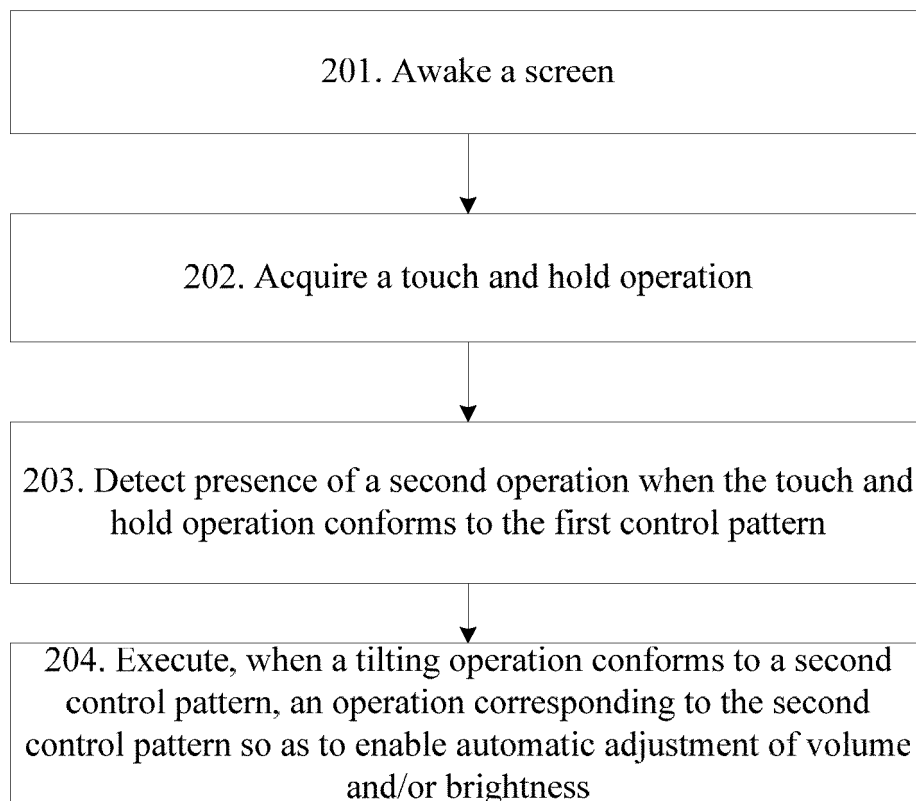 201. Awake a screen
202. Acquire a touch and hold operation
203. Detect presence of a second operation when the touch and
hold operation conforms to the first control pattern
204. Execute, when a tilting operation conforms to a second
control pattern, an operation corresponding to the second
control pattern so as to enable automatic adjustment of volume
and/or brightness